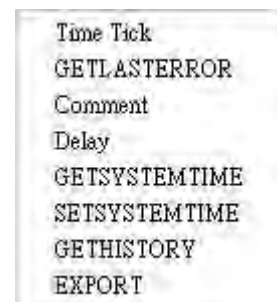 Time Tick
GETLASTERROR
Comment
Delay
GETSYSTEMTIME
SETSYSTEMTIME
GETHISTORY
EXPORT